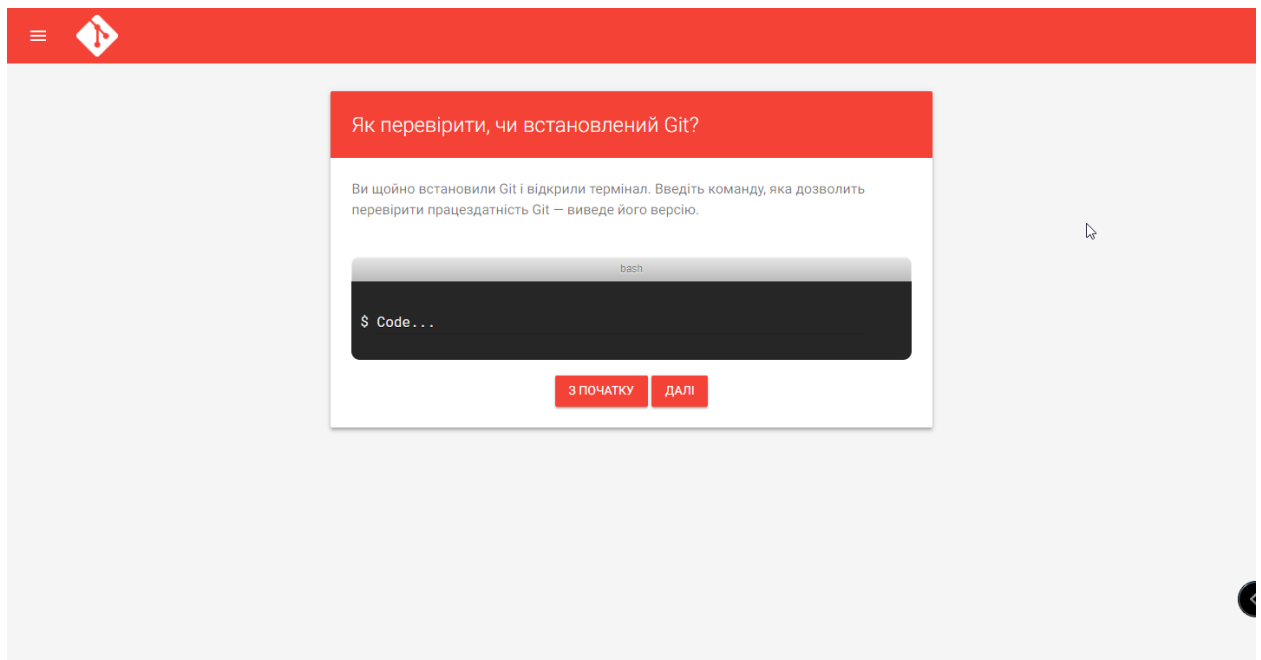 Як перевірити, чи встановлений Git?
Ви щойно встановили Git і відкрили термінал. Введіть команду, яка дозволить
перевірити працездатність Git — виведе його версію.
bash
$ Code...
З ПОЧАТКУ ДАЛІ